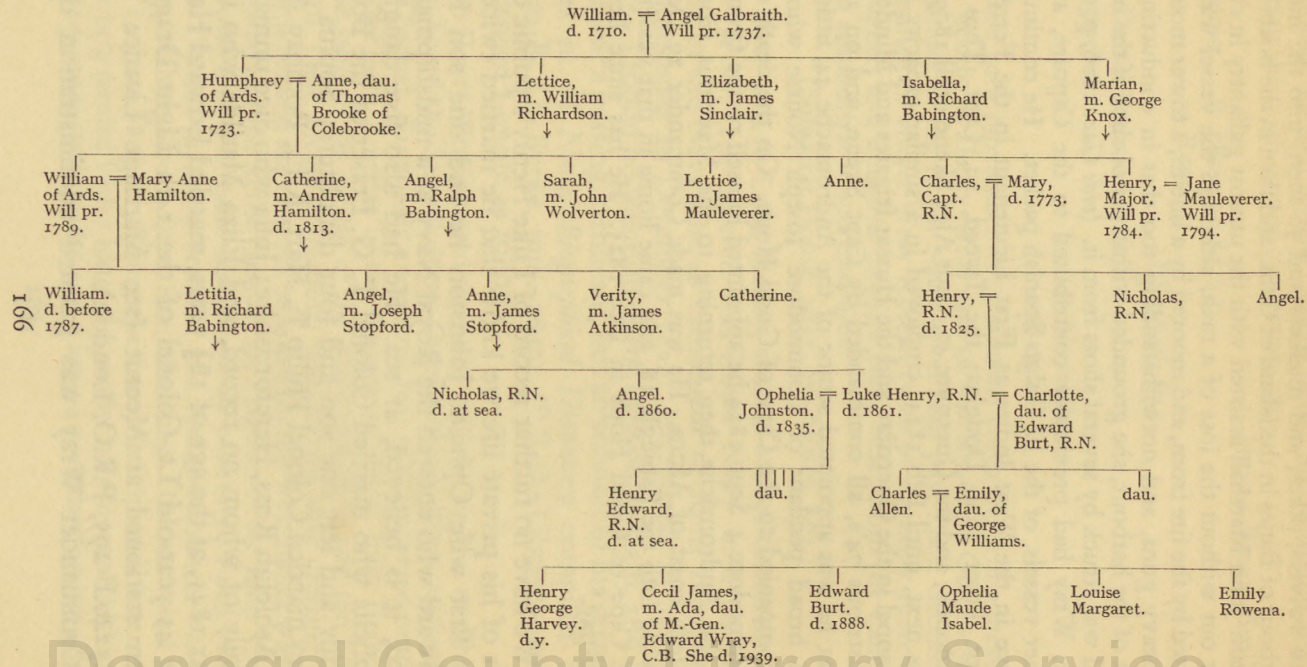 William. = Angel Galbraith.
d. 1710. Will pr. 1737.
Humphrey = Anne, dau.
of Ards. of Thomas
Will pr. Brooke of
1723. Colebrooke.
Lettice,
m. William
Richardson.
Elizabeth,
m. James
Sinclair.
Isabella,
m. Richard
Babington.
Marian,
m. George
Knox.
William = Mary Anne
of Ards. Hamilton.
Will pr.
1789.
Catherine,
m. Andrew
Hamilton.
d. 1813.
Angel,
m. Ralph
Babington.
Sarah,
m. John
Wolverton.
Lettice,
m. James
Mauleverer.
Anne.
Charles, = Mary,
Capt. d. 1773.
R.N.
Henry, = Jane
Major. Mauleverer.
Will pr. Will pr.
1784. 1794.
William.
d. before
1787.
Letitia,
m. Richard
Babington.
Angel,
m. Joseph
Stopford.
Anne,
m. James
Stopford.
Verity,
m. James
Atkinson.
Catherine.
Henry, =
R.N.
d. 1825.
Nicholas,
R.N.
Angel.
166
Nicholas, R.N.
d. at sea.
Angel.
d. 1860.
Ophelia = Luke Henry, R.N. = Charlotte,
Johnston. d. 1861. dau. of
d. 1835. Edward
Burt, R.N.
Henry
Edward,
R.N.
d. at sea.
dau.
Charles = Emily,
Allen. dau. of
George
Williams.
dau.
Henry
George
Harvey.
d.y.
Cecil James,
m. Ada, dau.
of M.-Gen.
Edward Wray,
C.B. She d. 1939.
Edward
Burt.
d. 1888.
Ophelia
Maude
Isabel.
Louise
Margaret.
Emily
Rowena.
Donegal County Library Service